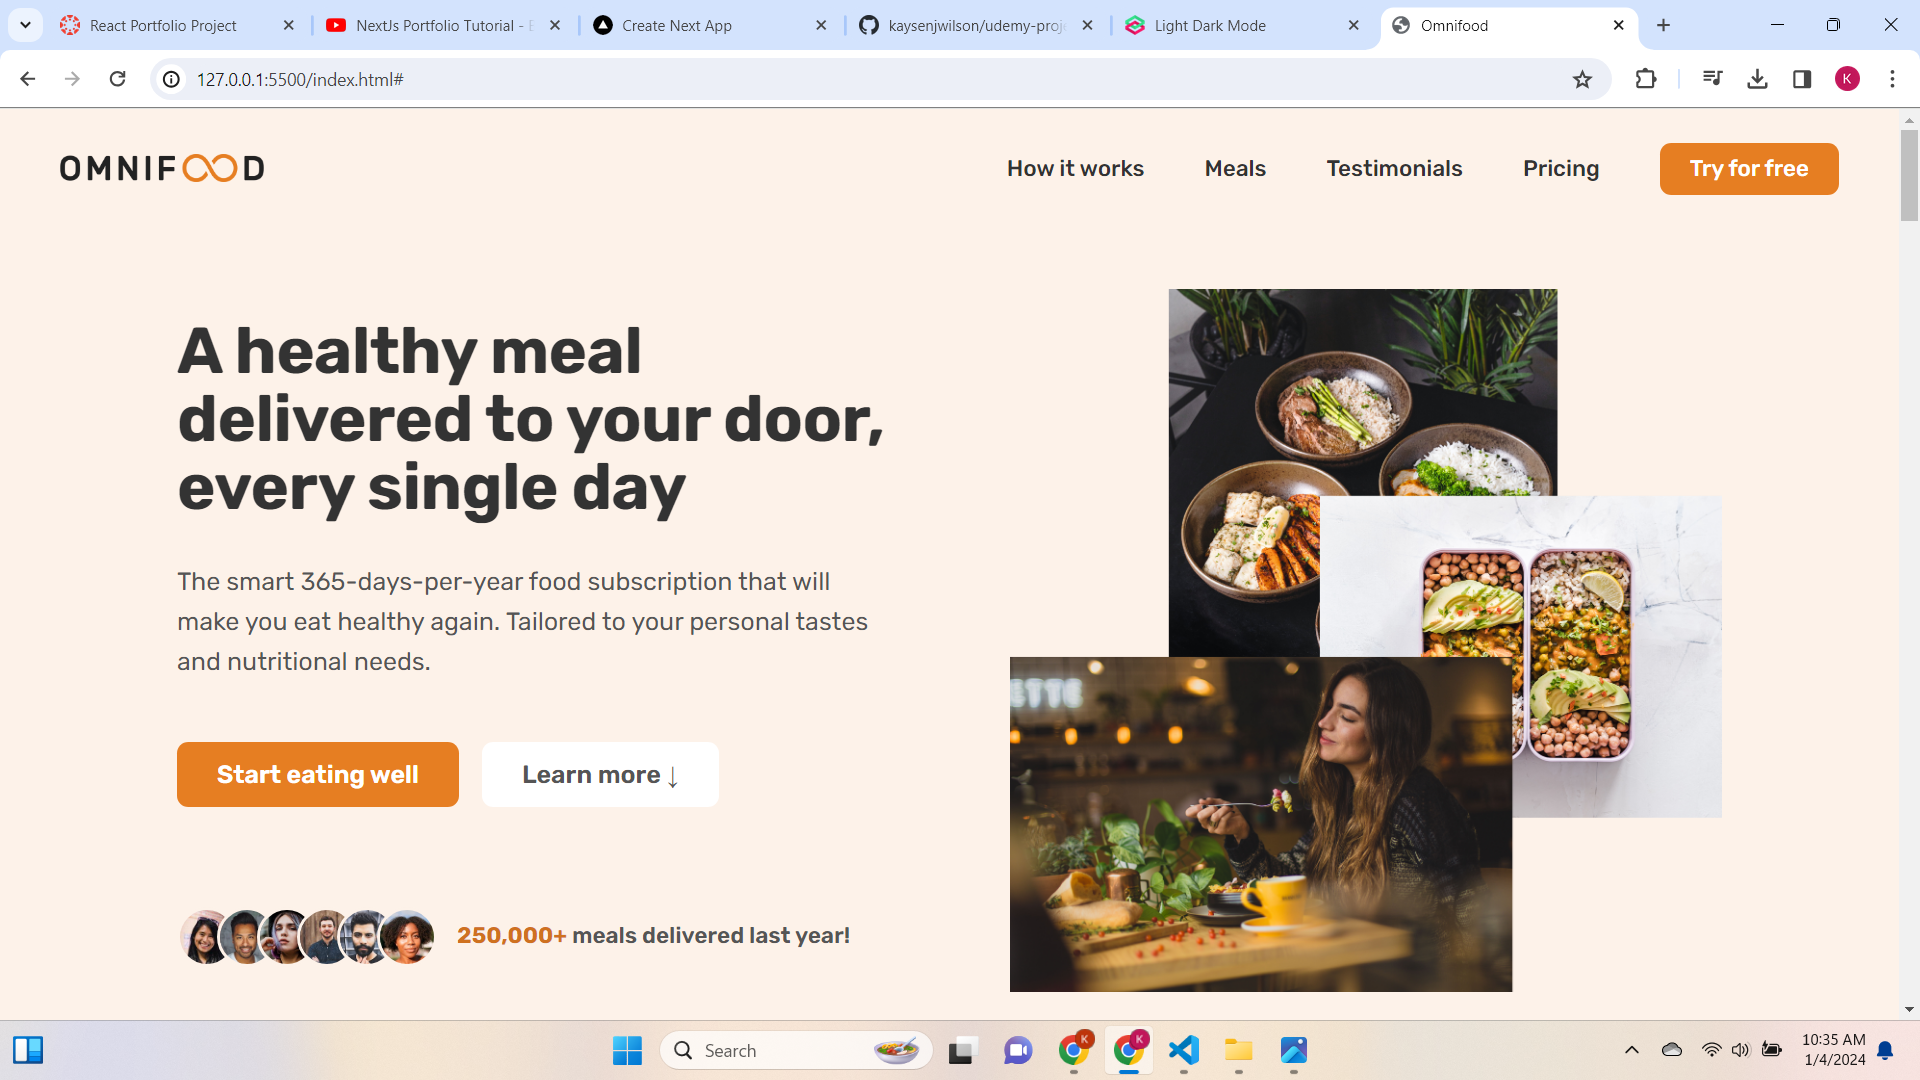 React Portfolio Project
NextJs Portfolio Tutorial -
Create Next App
kaysenjwilson/udemy-proj
Light Dark Mode
Omnifood
127.0.0.1:5500/index.html#
K
OMNIFOOD
How it works
Meals
Testimonials
Pricing
Try for free
A healthy meal
delivered to your door,
every single day
The smart 365-days-per-year food subscription that will
make you eat healthy again. Tailored to your personal tastes
and nutritional needs.
Start eating well
Learn more ↓
250,000+ meals delivered last year!
ETTE
Search
K
K
10:35 AM
1/4/2024